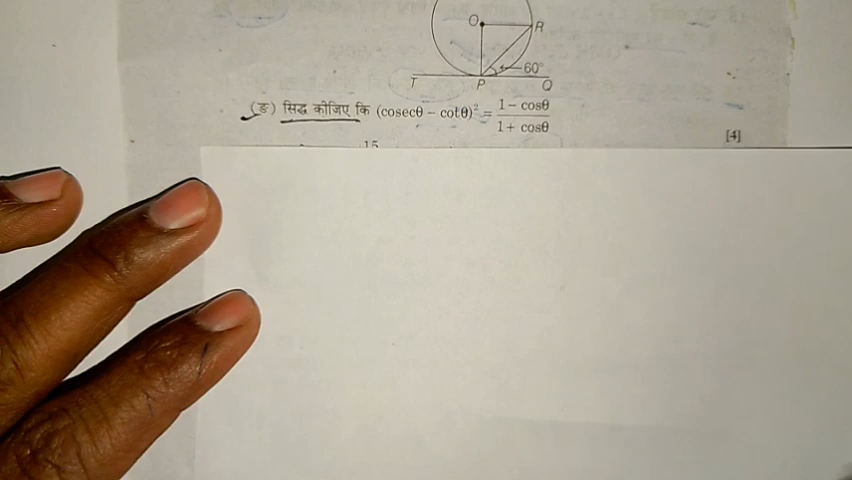 O R
60°
T P Q
(ङ) सिद्ध कीजिए कि (cosecθ – cotθ)² = 1 – cosθ / 1 + cosθ
[4]
15